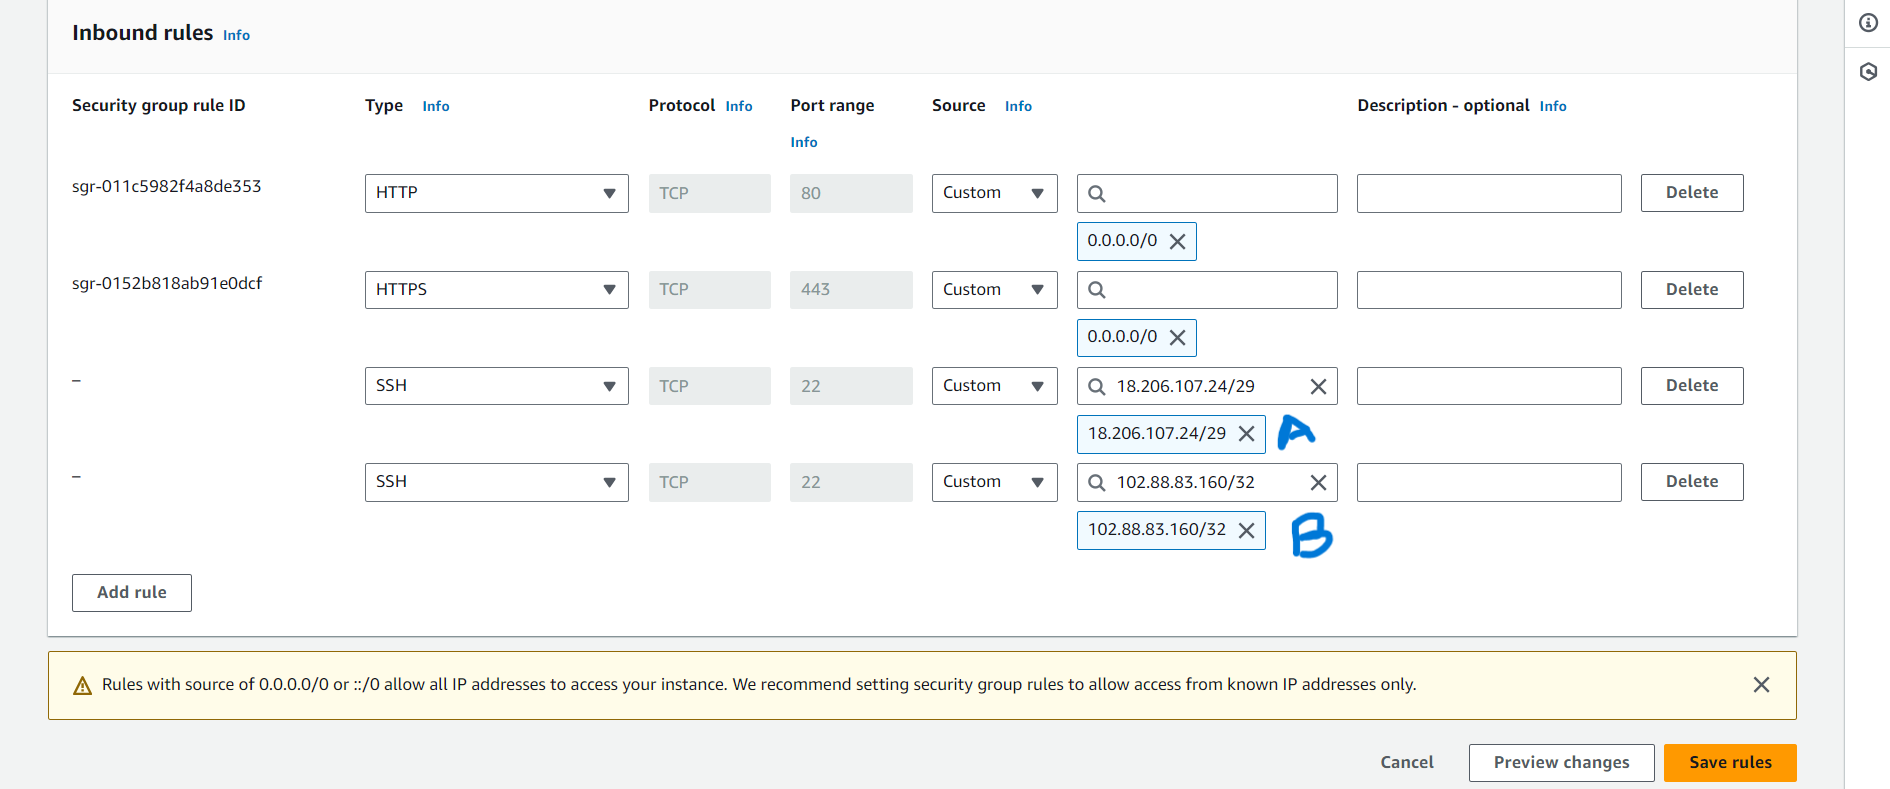 Inbound rules Info
Security group rule ID Type Info Protocol Info Port range Info Source Info Description - optional Info
sgr-011c5982f4a8de353 HTTP TCP 80 Custom Delete
0.0.0.0/0
sgr-0152b818ab91e0dcf HTTPS TCP 443 Custom Delete
0.0.0.0/0
– SSH TCP 22 Custom 18.206.107.24/29 Delete
18.206.107.24/29 A
– SSH TCP 22 Custom 102.88.83.160/32 Delete
102.88.83.160/32 B
Add rule
Rules with source of 0.0.0.0/0 or ::/0 allow all IP addresses to access your instance. We recommend setting security group rules to allow access from known IP addresses only.
Cancel Preview changes Save rules